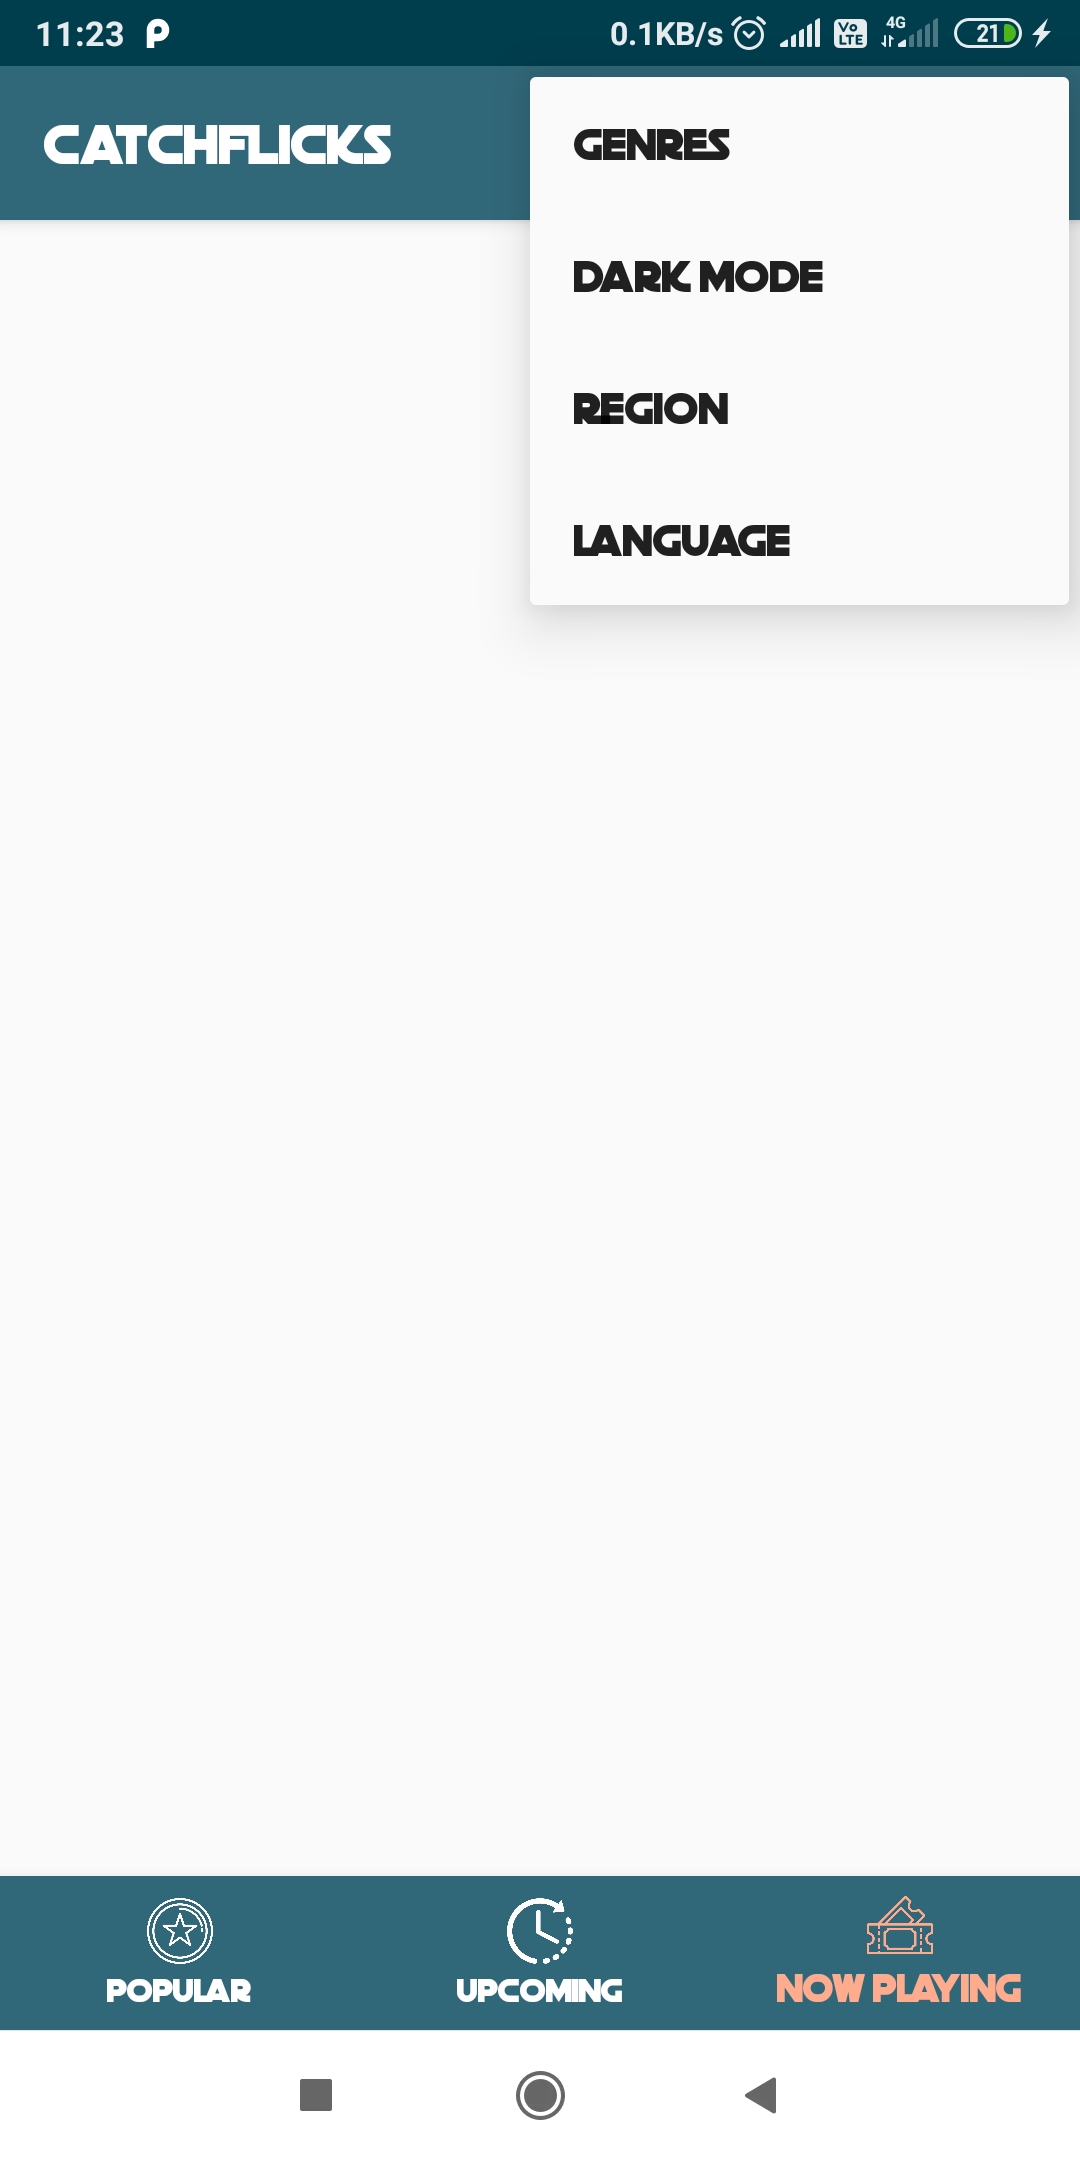 11:23 P 0.1KB/s Vo LTE 4G 21
CATCHFLICKS
GENRES
DARK MODE
REGION
LANGUAGE
POPULAR UPCOMING NOW PLAYING